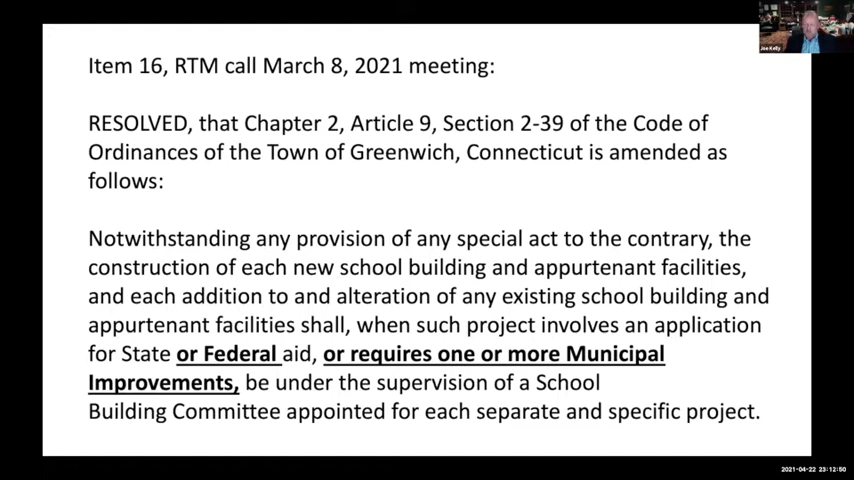 Item 16, RTM call March 8, 2021 meeting:
RESOLVED, that Chapter 2, Article 9, Section 2-39 of the Code of
Ordinances of the Town of Greenwich, Connecticut is amended as
follows:
Notwithstanding any provision of any special act to the contrary, the
construction of each new school building and appurtenant facilities,
and each addition to and alteration of any existing school building and
appurtenant facilities shall, when such project involves an application
for State or Federal aid, or requires one or more Municipal
Improvements, be under the supervision of a School
Building Committee appointed for each separate and specific project.
Joe Kelly
2021-04-22 23:12:50